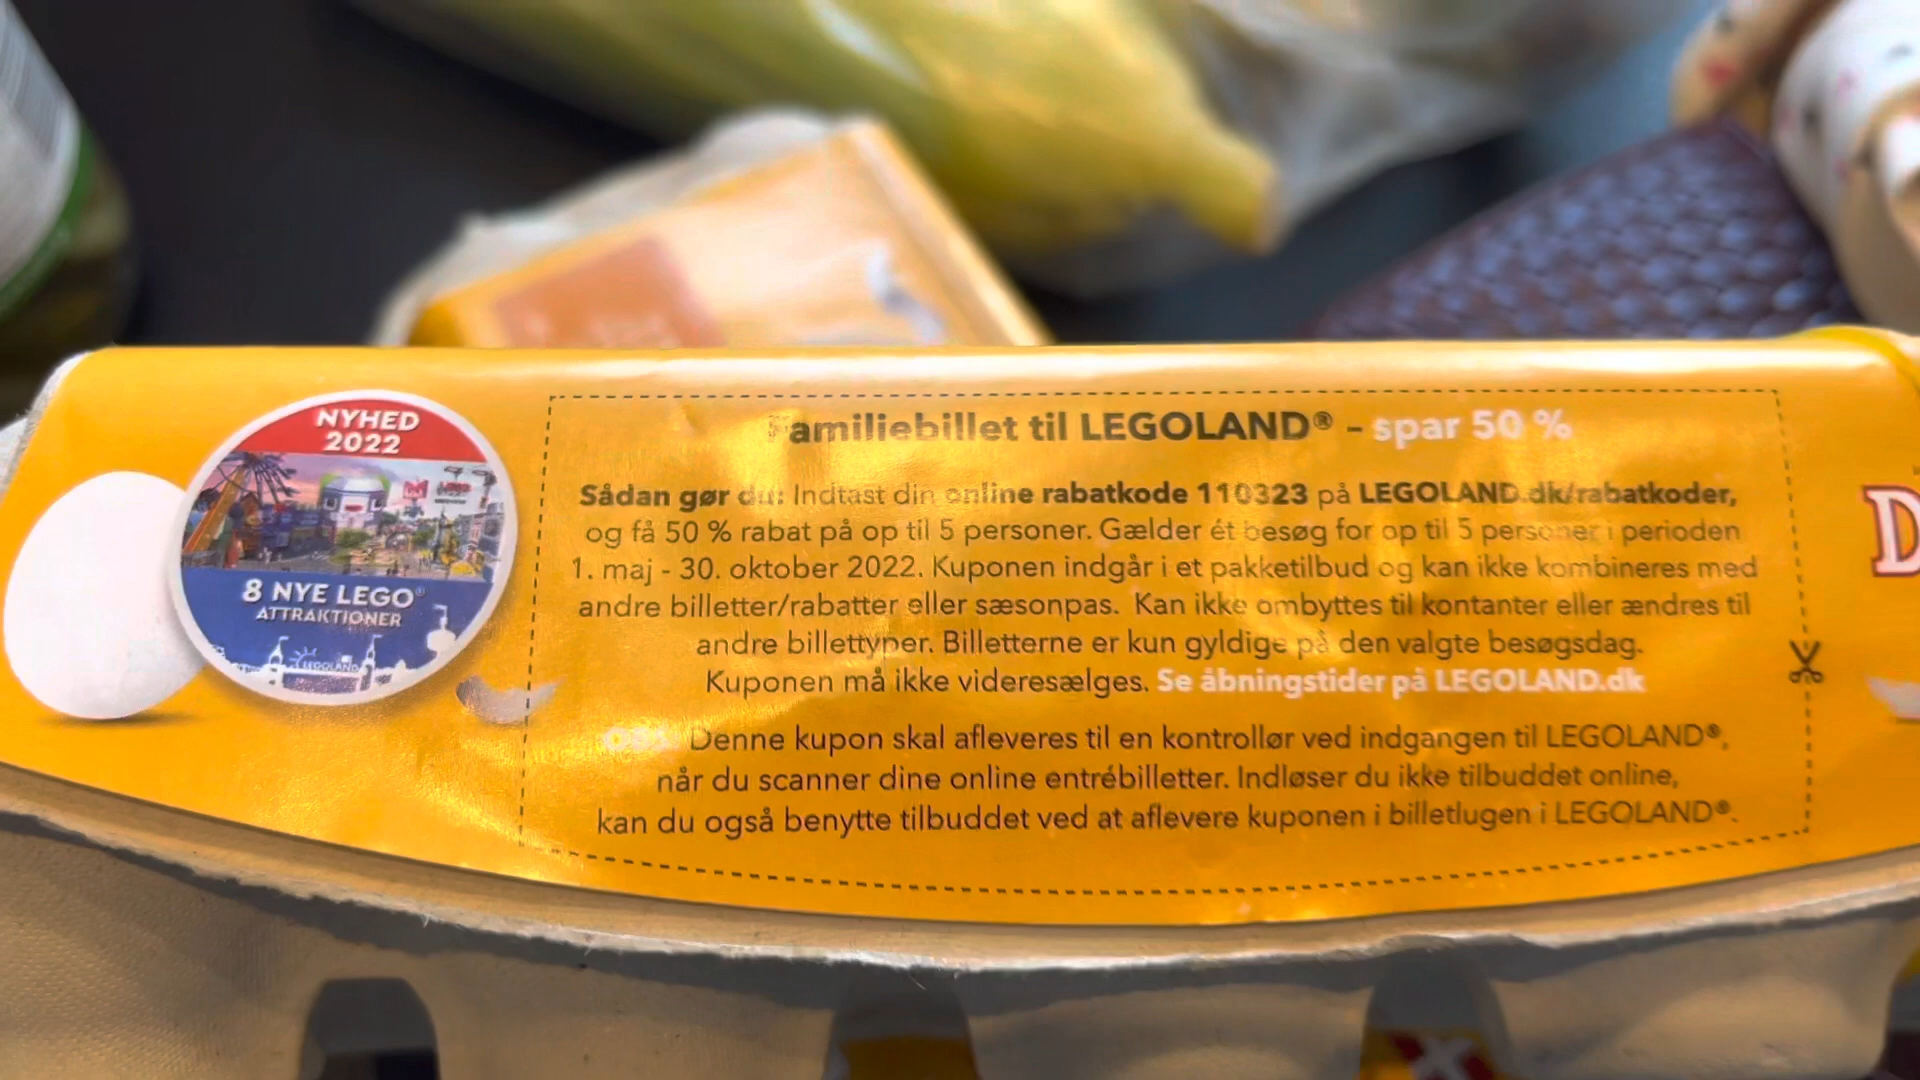 NYHED
2022
8 NYE LEGO®
ATTRAKTIONER
LEGOLAND
Familiebillet til LEGOLAND® - spar 50 %
Sådan gør du: Indtast din online rabatkode 110323 på LEGOLAND.dk/rabatkoder,
og få 50 % rabat på op til 5 personer. Gælder ét besøg for op til 5 personer i perioden
1. maj - 30. oktober 2022. Kuponen indgår i et pakketilbud og kan ikke kombineres med
andre billetter/rabatter eller sæsonpas. Kan ikke ombyttes til kontanter eller ændres til
andre billettyper. Billetterne er kun gyldige på den valgte besøgsdag.
Kuponen må ikke videresælges. Se åbningstider på LEGOLAND.dk
Denne kupon skal afleveres til en kontrollør ved indgangen til LEGOLAND®,
når du scanner dine online entrébilletter. Indløser du ikke tilbuddet online,
kan du også benytte tilbuddet ved at aflevere kuponen i billetlugen i LEGOLAND®.